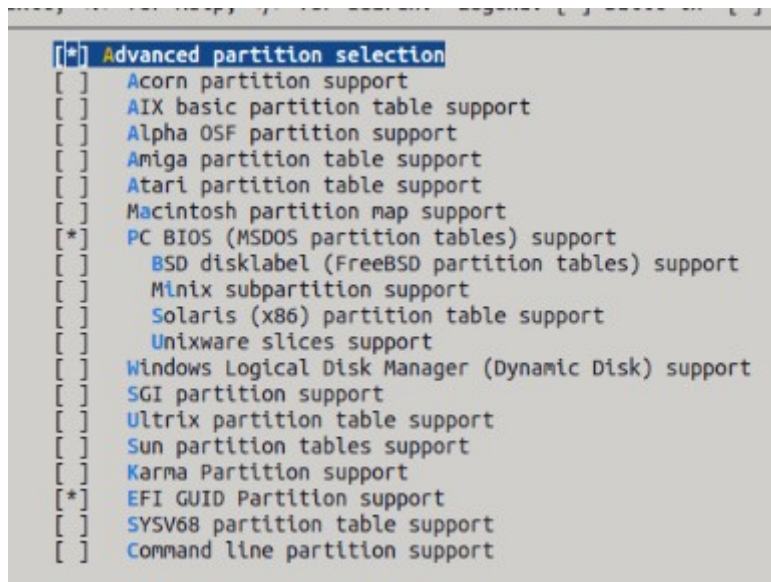 [*] Advanced partition selection
[ ] Acorn partition support
[ ] AIX basic partition table support
[ ] Alpha OSF partition support
[ ] Amiga partition table support
[ ] Atari partition table support
[ ] Macintosh partition map support
[*] PC BIOS (MSDOS partition tables) support
[ ] BSD disklabel (FreeBSD partition tables) support
[ ] Minix subpartition support
[ ] Solaris (x86) partition table support
[ ] Unixware slices support
[ ] Windows Logical Disk Manager (Dynamic Disk) support
[ ] SGI partition support
[ ] Ultrix partition table support
[ ] Sun partition tables support
[ ] Karma Partition support
[*] EFI GUID Partition support
[ ] SYSV68 partition table support
[ ] Command line partition support